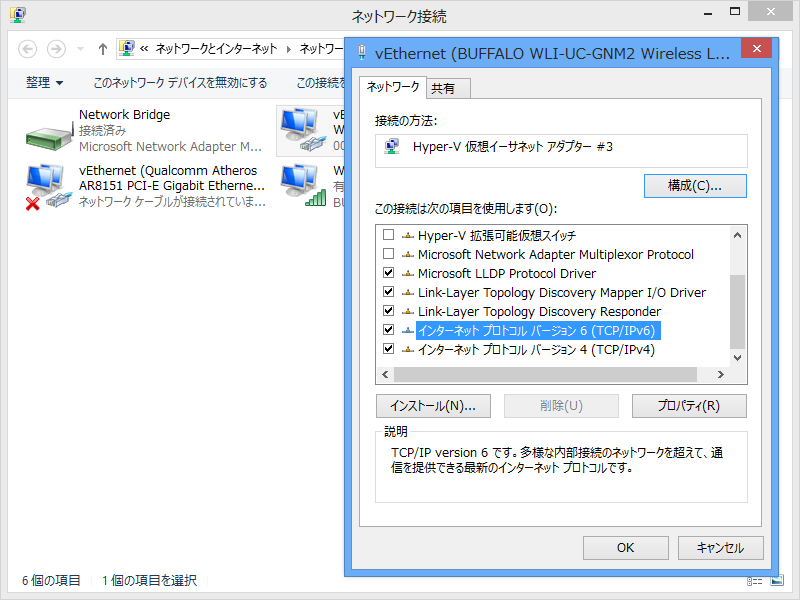 ネットワーク接続
« ネットワークとインターネット ▸ ネットワー
整理 ▼ このネットワーク デバイスを無効にする この接続を
Network Bridge
接続済み
Microsoft Network Adapter M...
vEthernet (Qualcomm Atheros
AR8151 PCI-E Gigabit Etherne...
ネットワーク ケーブルが接続されていま...
vEthernet (BUFFALO WLI-UC-GNM2 Wireless L...
ネットワーク 共有
接続の方法:
Hyper-V 仮想イーサネット アダプター #3
構成(C)...
この接続は次の項目を使用します(O):
Hyper-V 拡張可能仮想スイッチ
Microsoft Network Adapter Multiplexor Protocol
Microsoft LLDP Protocol Driver
Link-Layer Topology Discovery Mapper I/O Driver
Link-Layer Topology Discovery Responder
インターネット プロトコル バージョン 6 (TCP/IPv6)
インターネット プロトコル バージョン 4 (TCP/IPv4)
インストール(N)... 削除(U) プロパティ(R)
説明
TCP/IP version 6 です。多様な内部接続のネットワークを超えて、通
信を提供できる最新のインターネット プロトコルです。
OK キャンセル
6 個の項目 1 個の項目を選択